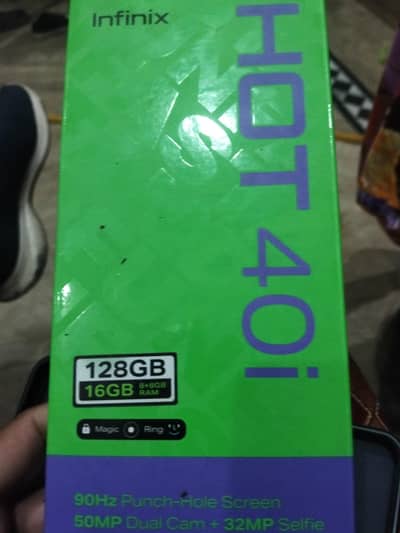 Infinix
HOT 40i
128GB
16GB 8+8GB RAM
Magic Ring
90Hz Punch-Hole Screen
50MP Dual Cam + 32MP Selfie